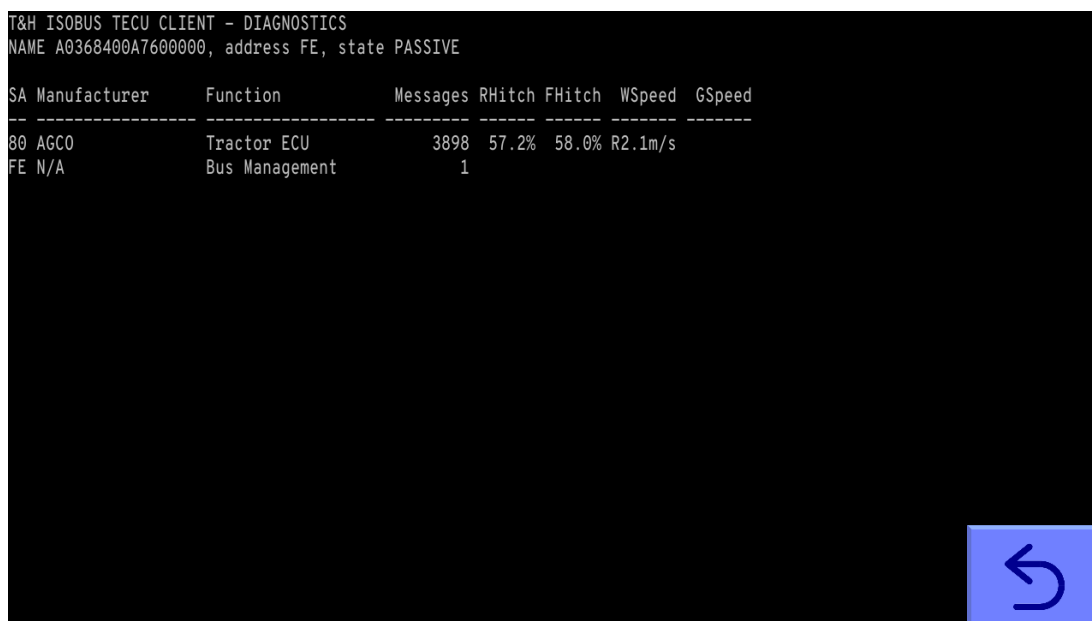 T&H ISOBUS TECU CLIENT - DIAGNOSTICS
NAME A0368400A7600000, address FE, state PASSIVE
SA Manufacturer Function Messages RHitch FHitch WSpeed GSpeed
-- ----------------- ------------------ --------- ------ ------ ------- -------
80 AGCO Tractor ECU 3898 57.2% 58.0% R2.1m/s
FE N/A Bus Management 1